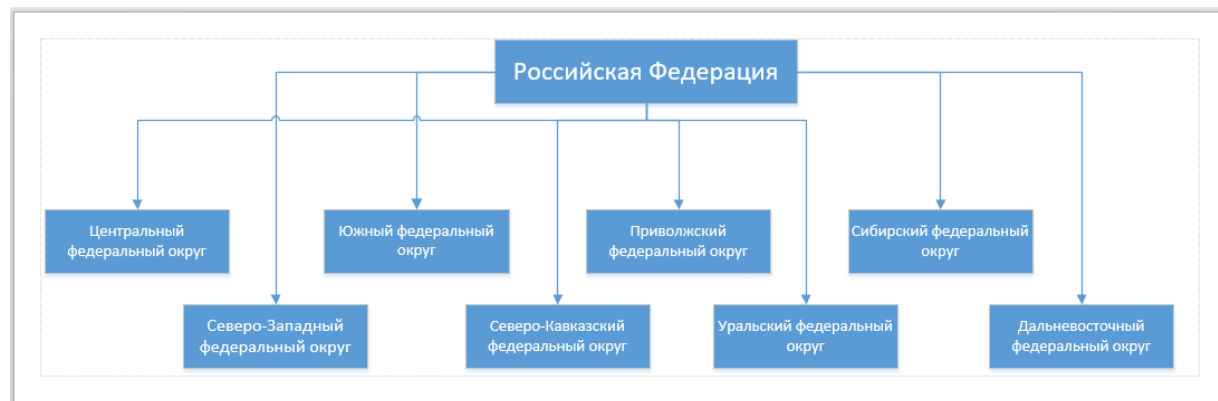 Российская Федерация
Центральный
федеральный округ
Южный федеральный
округ
Приволжский
федеральный округ
Сибирский федеральный
округ
Северо-Западный
федеральный округ
Северо-Кавказский
федеральный округ
Уральский федеральный
округ
Дальневосточный
федеральный округ